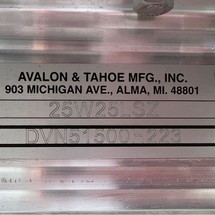 AVALON & TAHOE MFG., INC.
903 MICHIGAN AVE., ALMA, MI. 48801
25W25LSZ
DVN51500-223